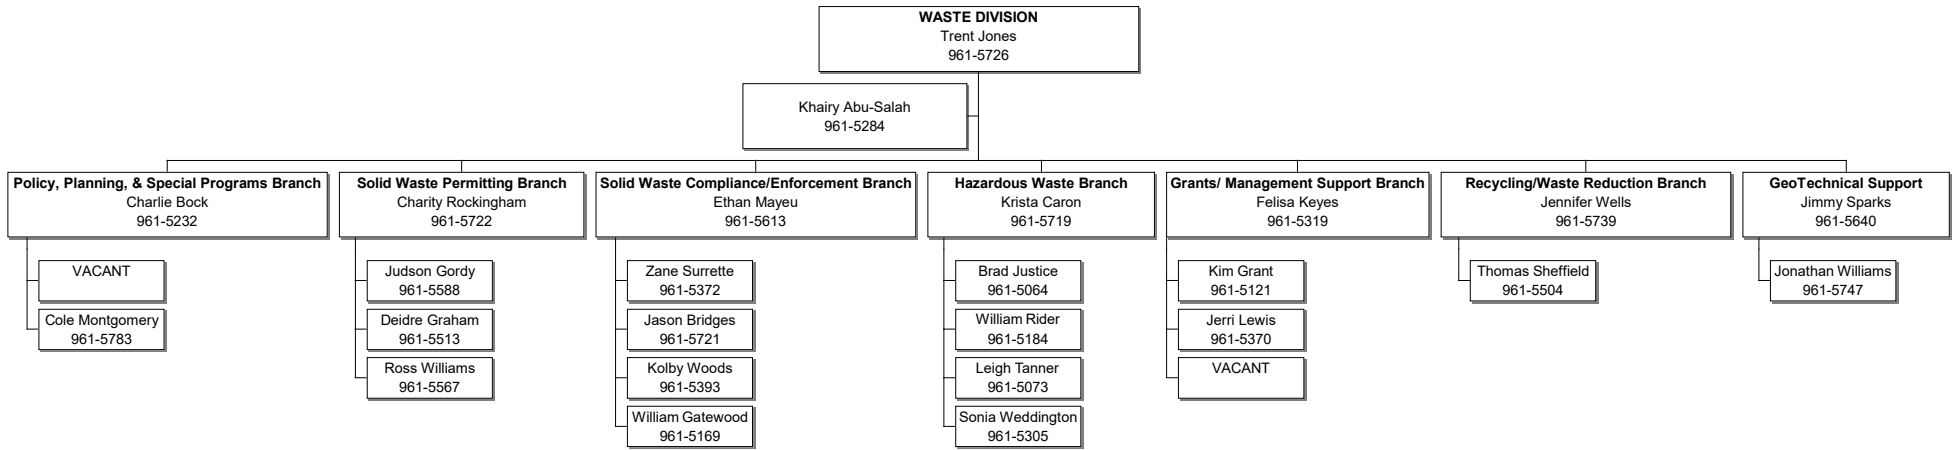 WASTE DIVISION
Trent Jones
961-5726
Khairy Abu-Salah
961-5284
Policy, Planning, & Special Programs Branch
Charlie Bock
961-5232
VACANT
Cole Montgomery
961-5783
Solid Waste Permitting Branch
Charity Rockingham
961-5722
Judson Gordy
961-5588
Deidre Graham
961-5513
Ross Williams
961-5567
Solid Waste Compliance/Enforcement Branch
Ethan Mayeu
961-5613
Zane Surrette
961-5372
Jason Bridges
961-5721
Kolby Woods
961-5393
William Gatewood
961-5169
Hazardous Waste Branch
Krista Caron
961-5719
Brad Justice
961-5064
William Rider
961-5184
Leigh Tanner
961-5073
Sonia Weddington
961-5305
Grants/ Management Support Branch
Felisa Keyes
961-5319
Kim Grant
961-5121
Jerri Lewis
961-5370
VACANT
Recycling/Waste Reduction Branch
Jennifer Wells
961-5739
Thomas Sheffield
961-5504
GeoTechnical Support
Jimmy Sparks
961-5640
Jonathan Williams
961-5747